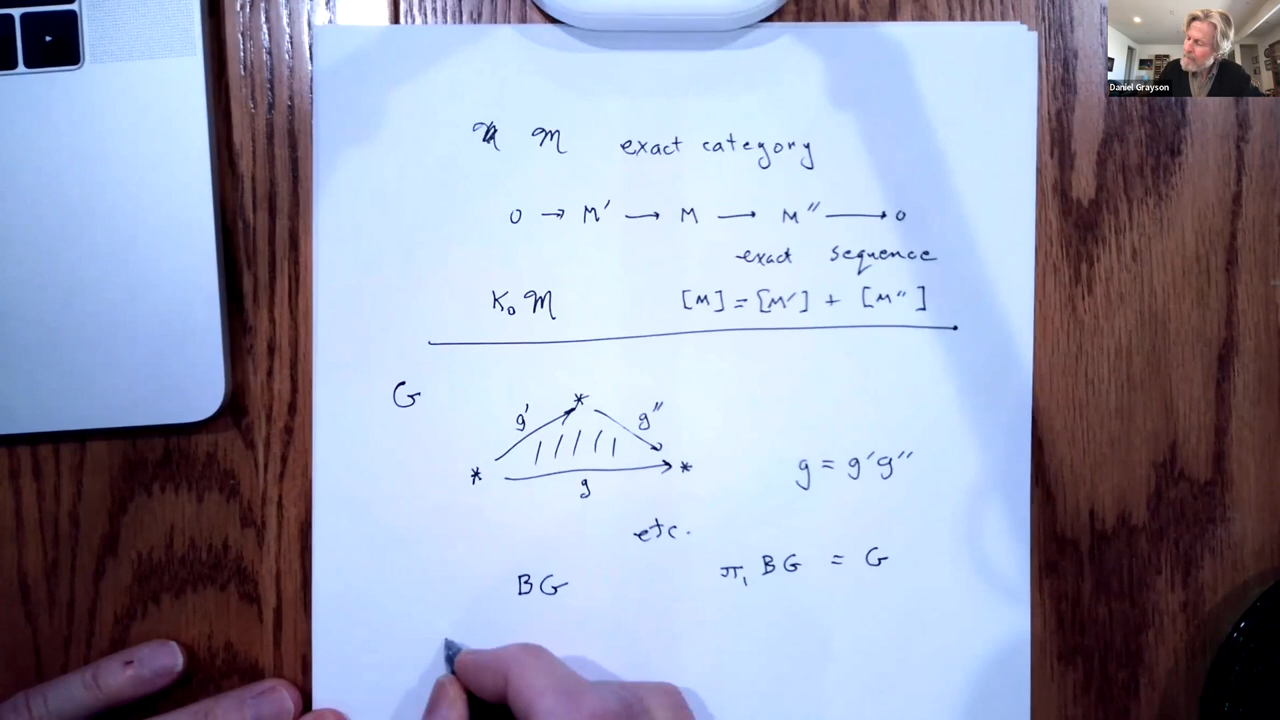 Daniel Grayson
𝓜 exact category
0 → M′ → M → M″ → 0
exact sequence
K₀ 𝓜 [M] = [M′] + [M″]
G
*
g′ g″
* *
g
g = g′g″
etc.
BG π₁ BG = G